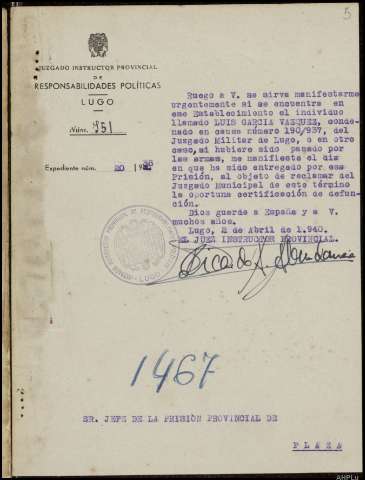 5
JUZGADO INSTRUCTOR PROVINCIAL
DE
RESPONSABILIDADES POLÍTICAS
LUGO
Núm. 951
Expediente núm. 20
Ruego a V. se sirva manifestarme
urgentemente si se encuentra en
ese Establecimiento el individuo
llamado LUIS GARCIA VAZQUEZ, conde-
nado en causa número 190/937, del
Juzgado Militar de Lugo, o en otro
caso, si hubiere sido pasado por
las armas, me manifieste el dia
en que ha sido entregado por esa
Prisión, al objeto de reclamar del
Juzgado Municipal de este término
la oportuna certificación de defun-
ción.
Dios guarde a España y a V.
muchos años.
Lugo, 2 de Abril de 1.940.
EL JUEZ INSTRUCTOR PROVINCIAL.
LUGO
Ricardo
1467
SR. JEFE DE LA PRISIÓN PROVINCIAL DE
PLAZA
AHPLu